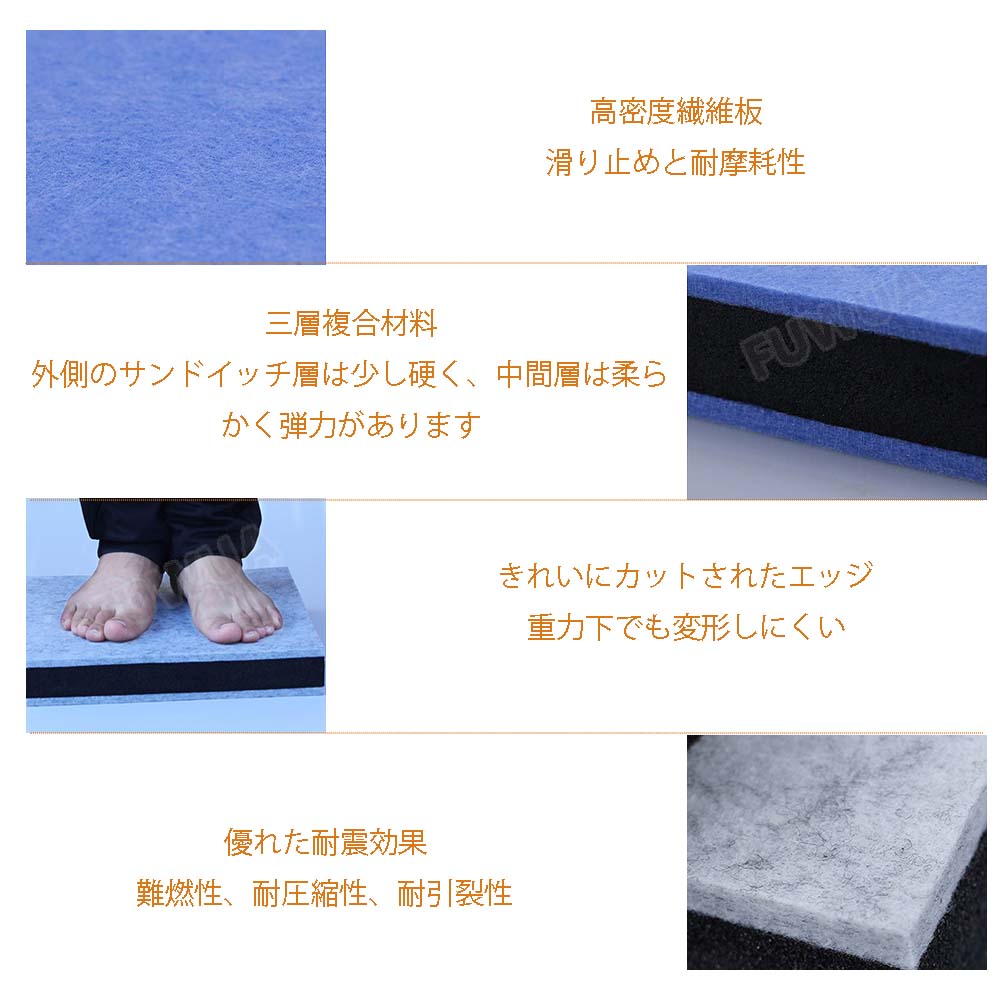 高密度繊維板
滑り止めと耐摩耗性
三層複合材料
外側のサンドイッチ層は少し硬く、中間層は柔ら
かく弾力があります
FUWUYA
きれいにカットされたエッジ
重力下でも変形しにくい
優れた耐震効果
難燃性、耐圧縮性、耐引裂性